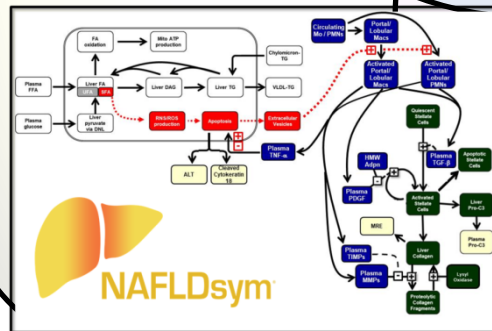 FA
oxidation
Mito ATP
production
Circulating
Mo / PMNs
Portal/
Lobular
Macs
Chylomicron-
TG
Plasma
FFA
Liver FA
SFA
Liver DAG
Liver TG
VLDL-TG
Activated
Portal/
Lobular
Macs
Activated
Portal/
Lobular
PMNs
Plasma
glucose
Liver
pyruvate
via DNL
RNS/ROS
production
Apoptosis
Extracellular
Vesicles
Quiescent
Stellate
Cells
Plasma
TNF-α
ALT
Cleaved
Cytokeratin
18
HMW
Adpn
Plasma
TGF-β
Apoptotic
Stellate
Cells
Plasma
PDGF
Activated
Stellate
Cells
Liver
Pro-C3
MRE
Plasma
Pro-C3
Plasma
TIMPs
Liver
Collagen
Plasma
MMPs
Lysyl
Oxidase
Proteolytic
Collagen
Fragments
NAFLDsym